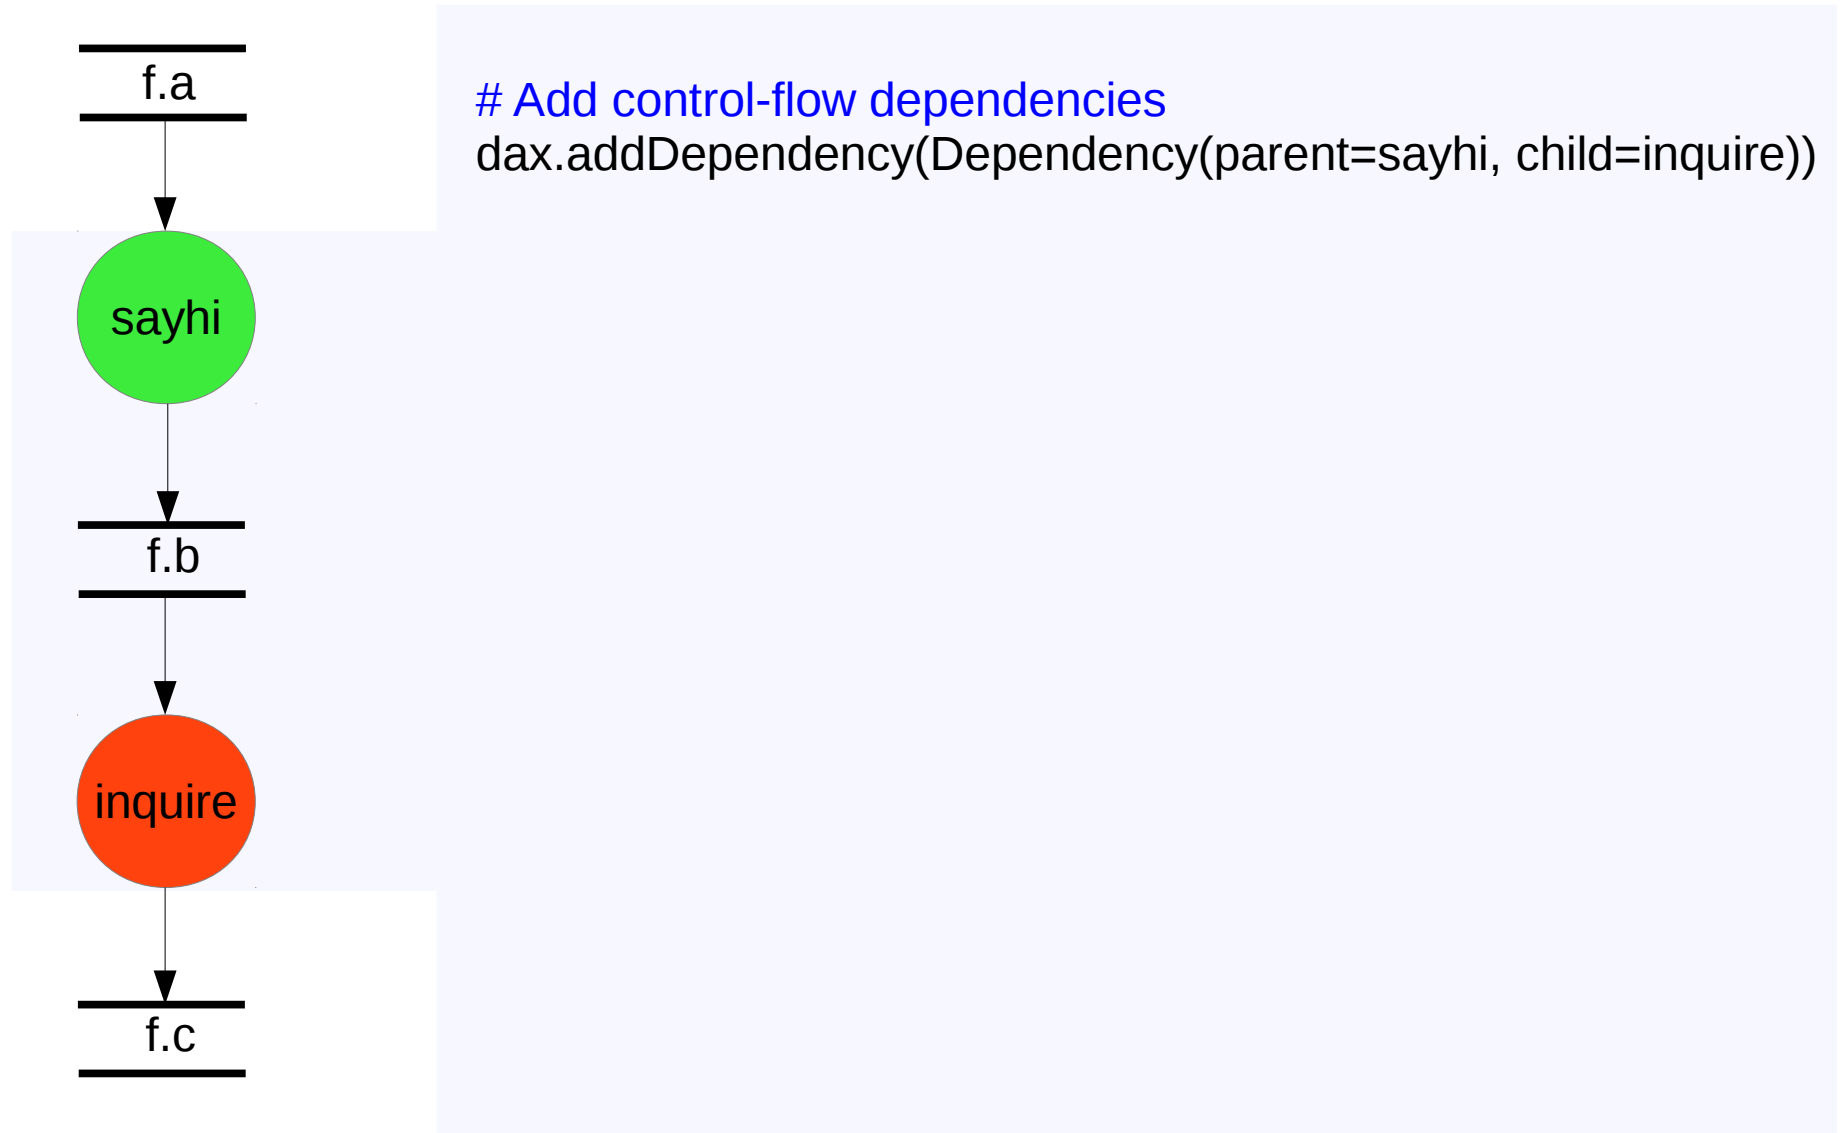 f.a
# Add control-flow dependencies
dax.addDependency(Dependency(parent=sayhi, child=inquire))
sayhi
f.b
inquire
f.c